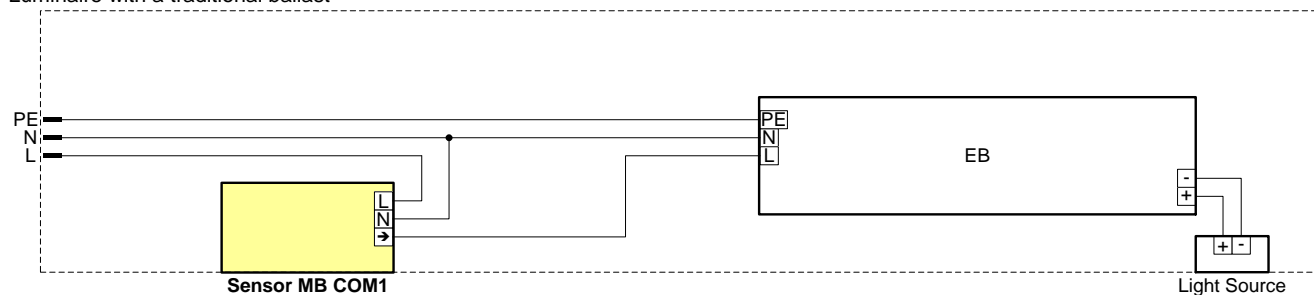 Luminaire with a traditional ballast
PE
N
L
PE
N
L
EB
-
+
L
N
➔
+ -
Sensor MB COM1
Light Source